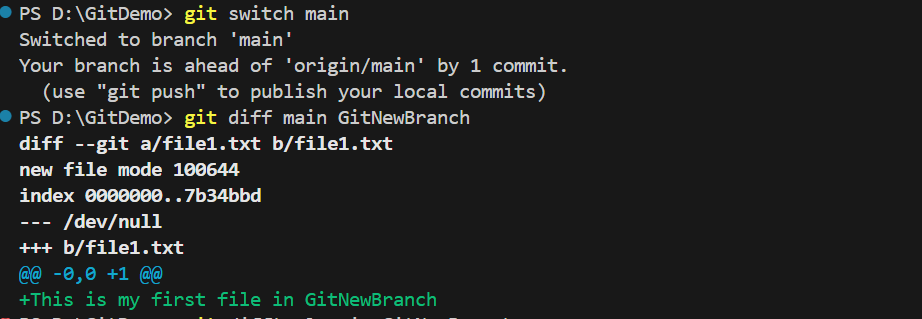 PS D:\GitDemo> git switch main
Switched to branch 'main'
Your branch is ahead of 'origin/main' by 1 commit.
  (use "git push" to publish your local commits)
PS D:\GitDemo> git diff main GitNewBranch
diff --git a/file1.txt b/file1.txt
new file mode 100644
index 0000000..7b34bbd
--- /dev/null
+++ b/file1.txt
@@ -0,0 +1 @@
+This is my first file in GitNewBranch